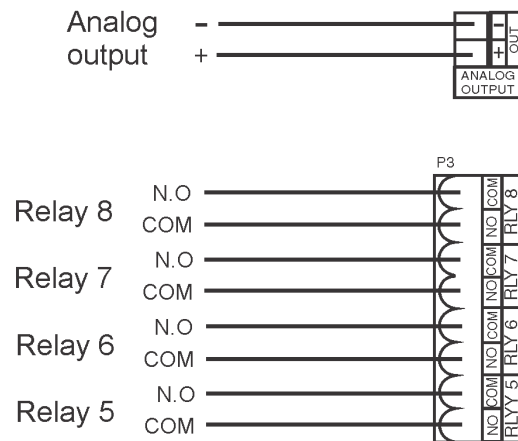 Analog
output
-
+
-
+
OUT
ANALOG
OUTPUT
P3
Relay 8
N.O
COM
COM
NO
RLY 8
Relay 7
N.O
COM
COM
NO
RLY 7
Relay 6
N.O
COM
COM
NO
RLY 6
Relay 5
N.O
COM
COM
NO
RLYY 5